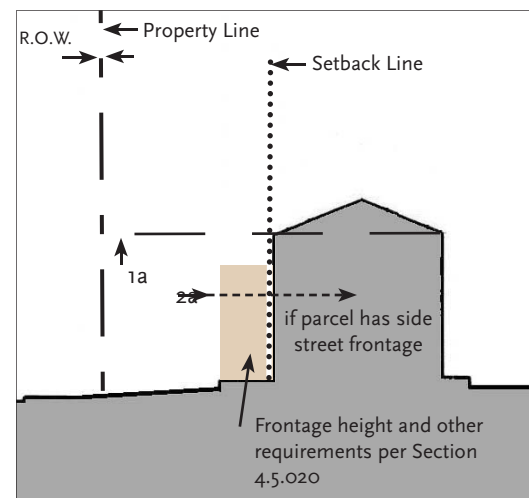 Property Line
R.O.W.
Setback Line
1a
2a
if parcel has side
street frontage
Frontage height and other
requirements per Section
4.5.020